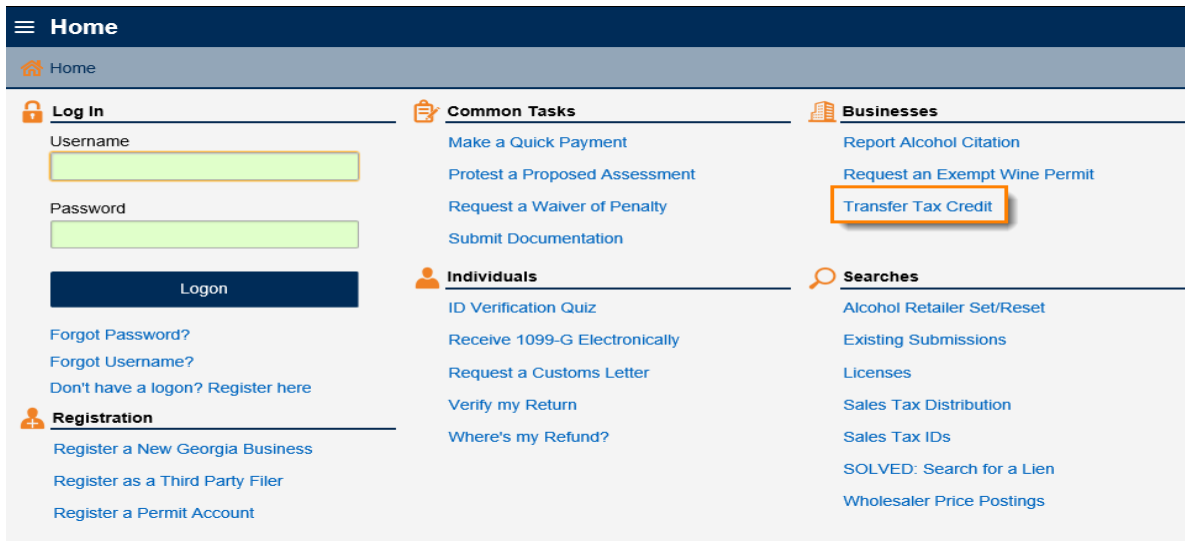 Home
Home
Log In
Username
Password
Logon
Forgot Password?
Forgot Username?
Don't have a logon? Register here
Registration
Register a New Georgia Business
Register as a Third Party Filer
Register a Permit Account
Common Tasks
Make a Quick Payment
Protest a Proposed Assessment
Request a Waiver of Penalty
Submit Documentation
Individuals
ID Verification Quiz
Receive 1099-G Electronically
Request a Customs Letter
Verify my Return
Where's my Refund?
Businesses
Report Alcohol Citation
Request an Exempt Wine Permit
Transfer Tax Credit
Searches
Alcohol Retailer Set/Reset
Existing Submissions
Licenses
Sales Tax Distribution
Sales Tax IDs
SOLVED: Search for a Lien
Wholesaler Price Postings